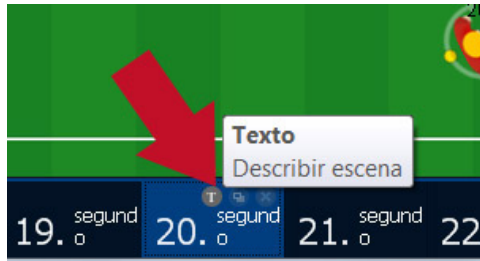 Texto
Describir escena
T
19. segund
o
20. segund
o
21. segund
o
22